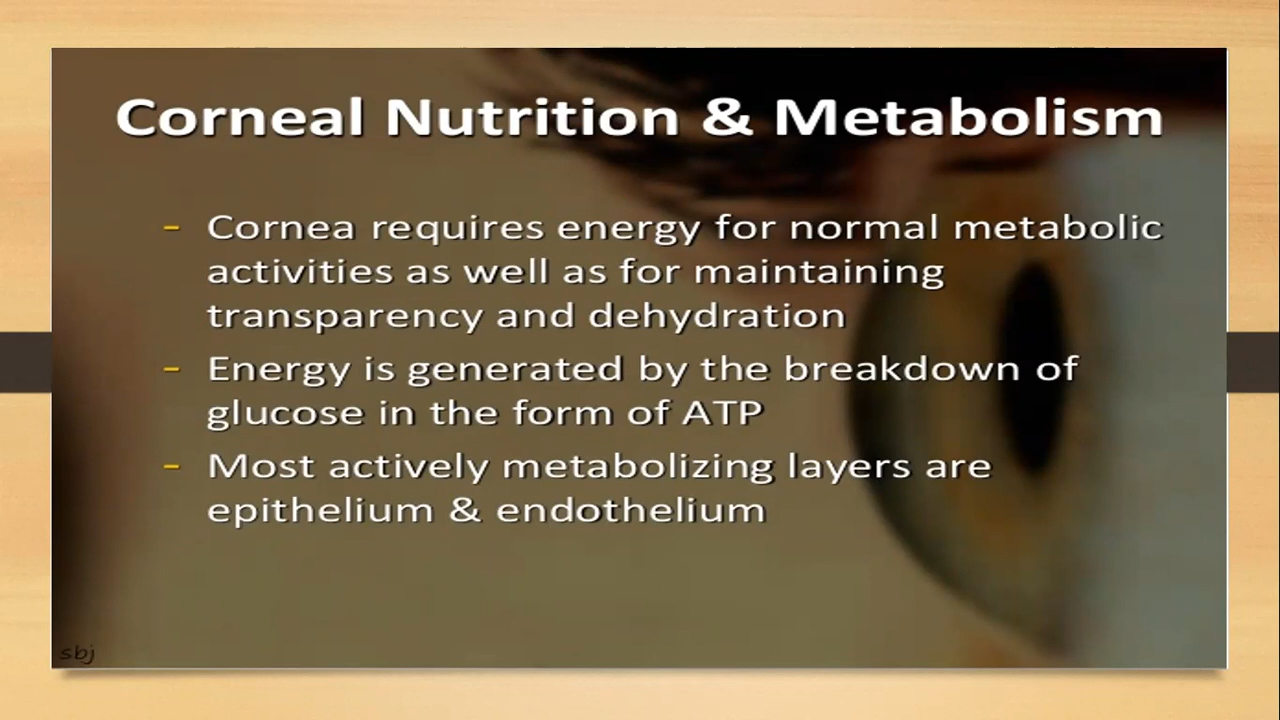 Corneal Nutrition & Metabolism
- Cornea requires energy for normal metabolic
activities as well as for maintaining
transparency and dehydration
- Energy is generated by the breakdown of
glucose in the form of ATP
- Most actively metabolizing layers are
epithelium & endothelium
sbj